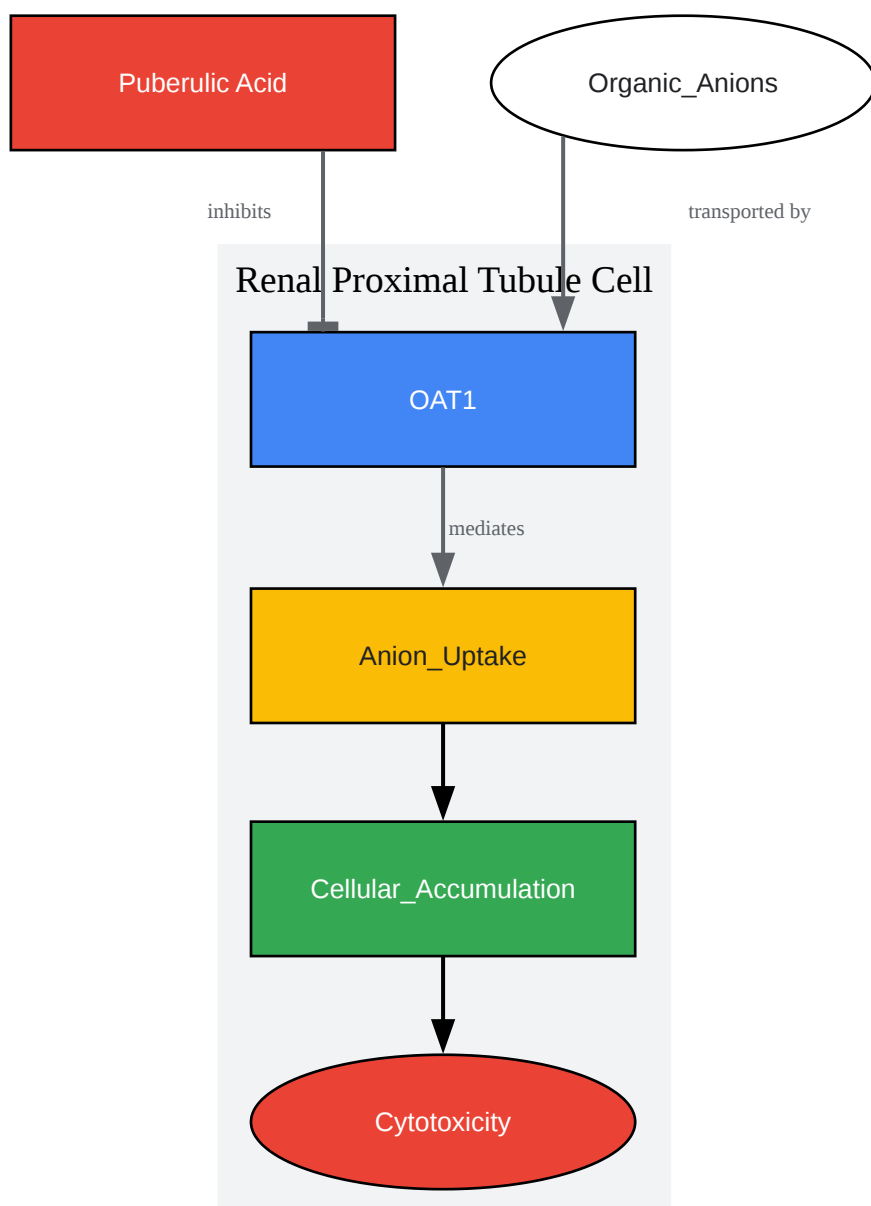 Puberulic Acid
Organic_Anions
inhibits
transported by
Renal Proximal Tubule Cell
OAT1
mediates
Anion_Uptake
Cellular_Accumulation
Cytotoxicity